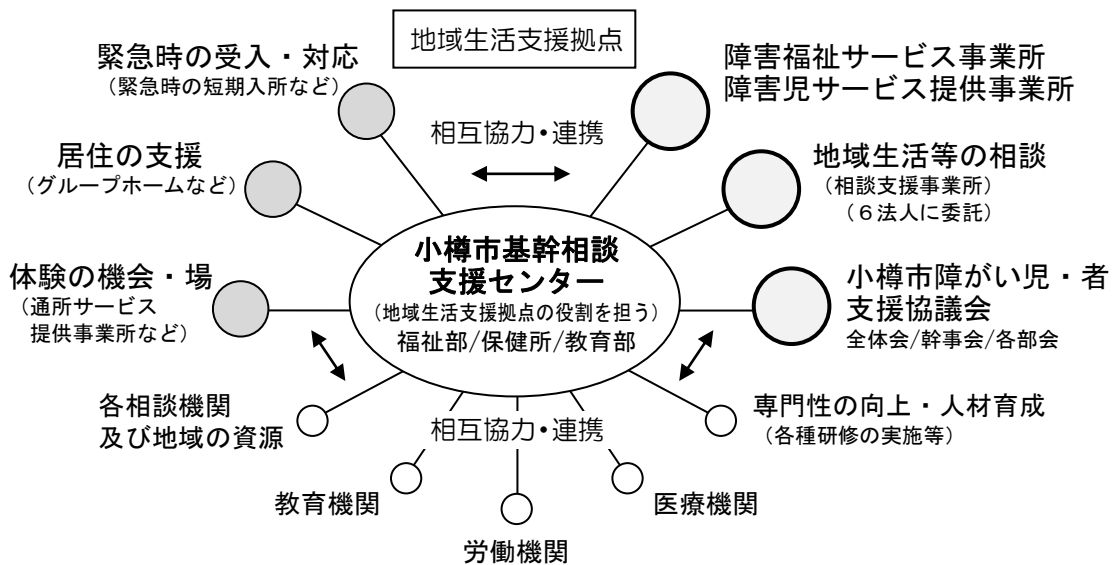 地域生活支援拠点
緊急時の受入・対応
（緊急時の短期入所など）
障害福祉サービス事業所
障害児サービス提供事業所
相互協力・連携
居住の支援
（グループホームなど）
地域生活等の相談
（相談支援事業所）
（６法人に委託）
小樽市基幹相談
支援センター
（地域生活支援拠点の役割を担う）
福祉部/保健所/教育部
体験の機会・場
（通所サービス
提供事業所など）
小樽市障がい児・者
支援協議会
全体会/幹事会/各部会
各相談機関
及び地域の資源
相互協力・連携
専門性の向上・人材育成
（各種研修の実施等）
教育機関
医療機関
労働機関